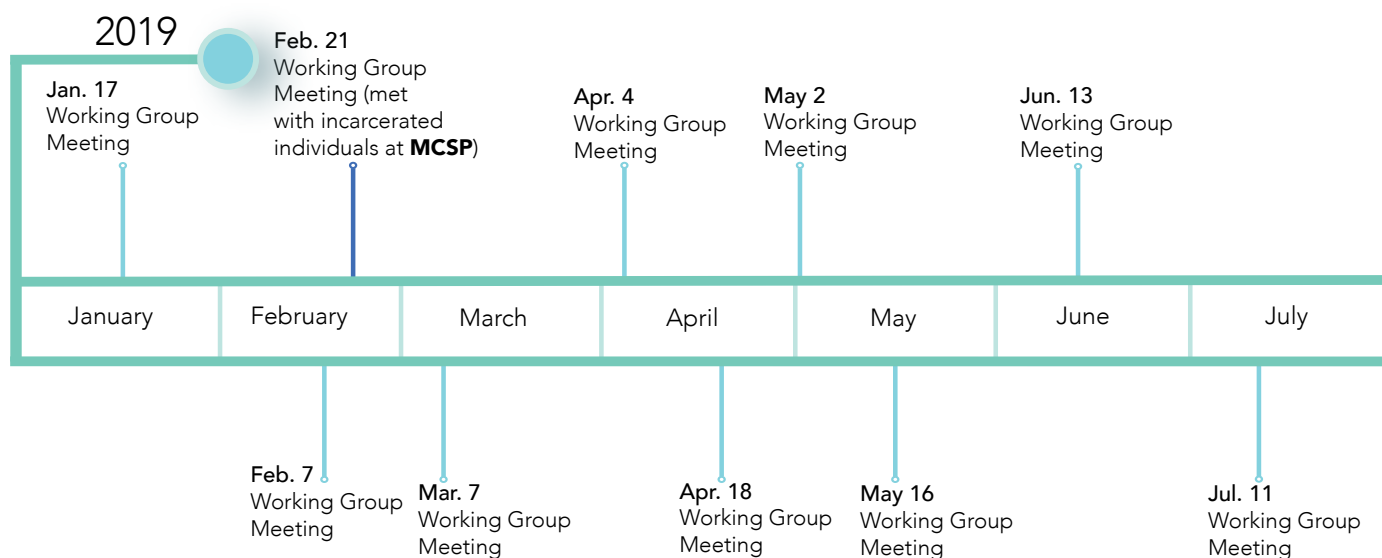 2019
Jan. 17
Working Group
Meeting
Feb. 21
Working Group
Meeting (met
with incarcerated
individuals at MCSP)
Apr. 4
Working Group
Meeting
May 2
Working Group
Meeting
Jun. 13
Working Group
Meeting
January
February
March
April
May
June
July
Feb. 7
Working Group
Meeting
Mar. 7
Working Group
Meeting
Apr. 18
Working Group
Meeting
May 16
Working Group
Meeting
Jul. 11
Working Group
Meeting